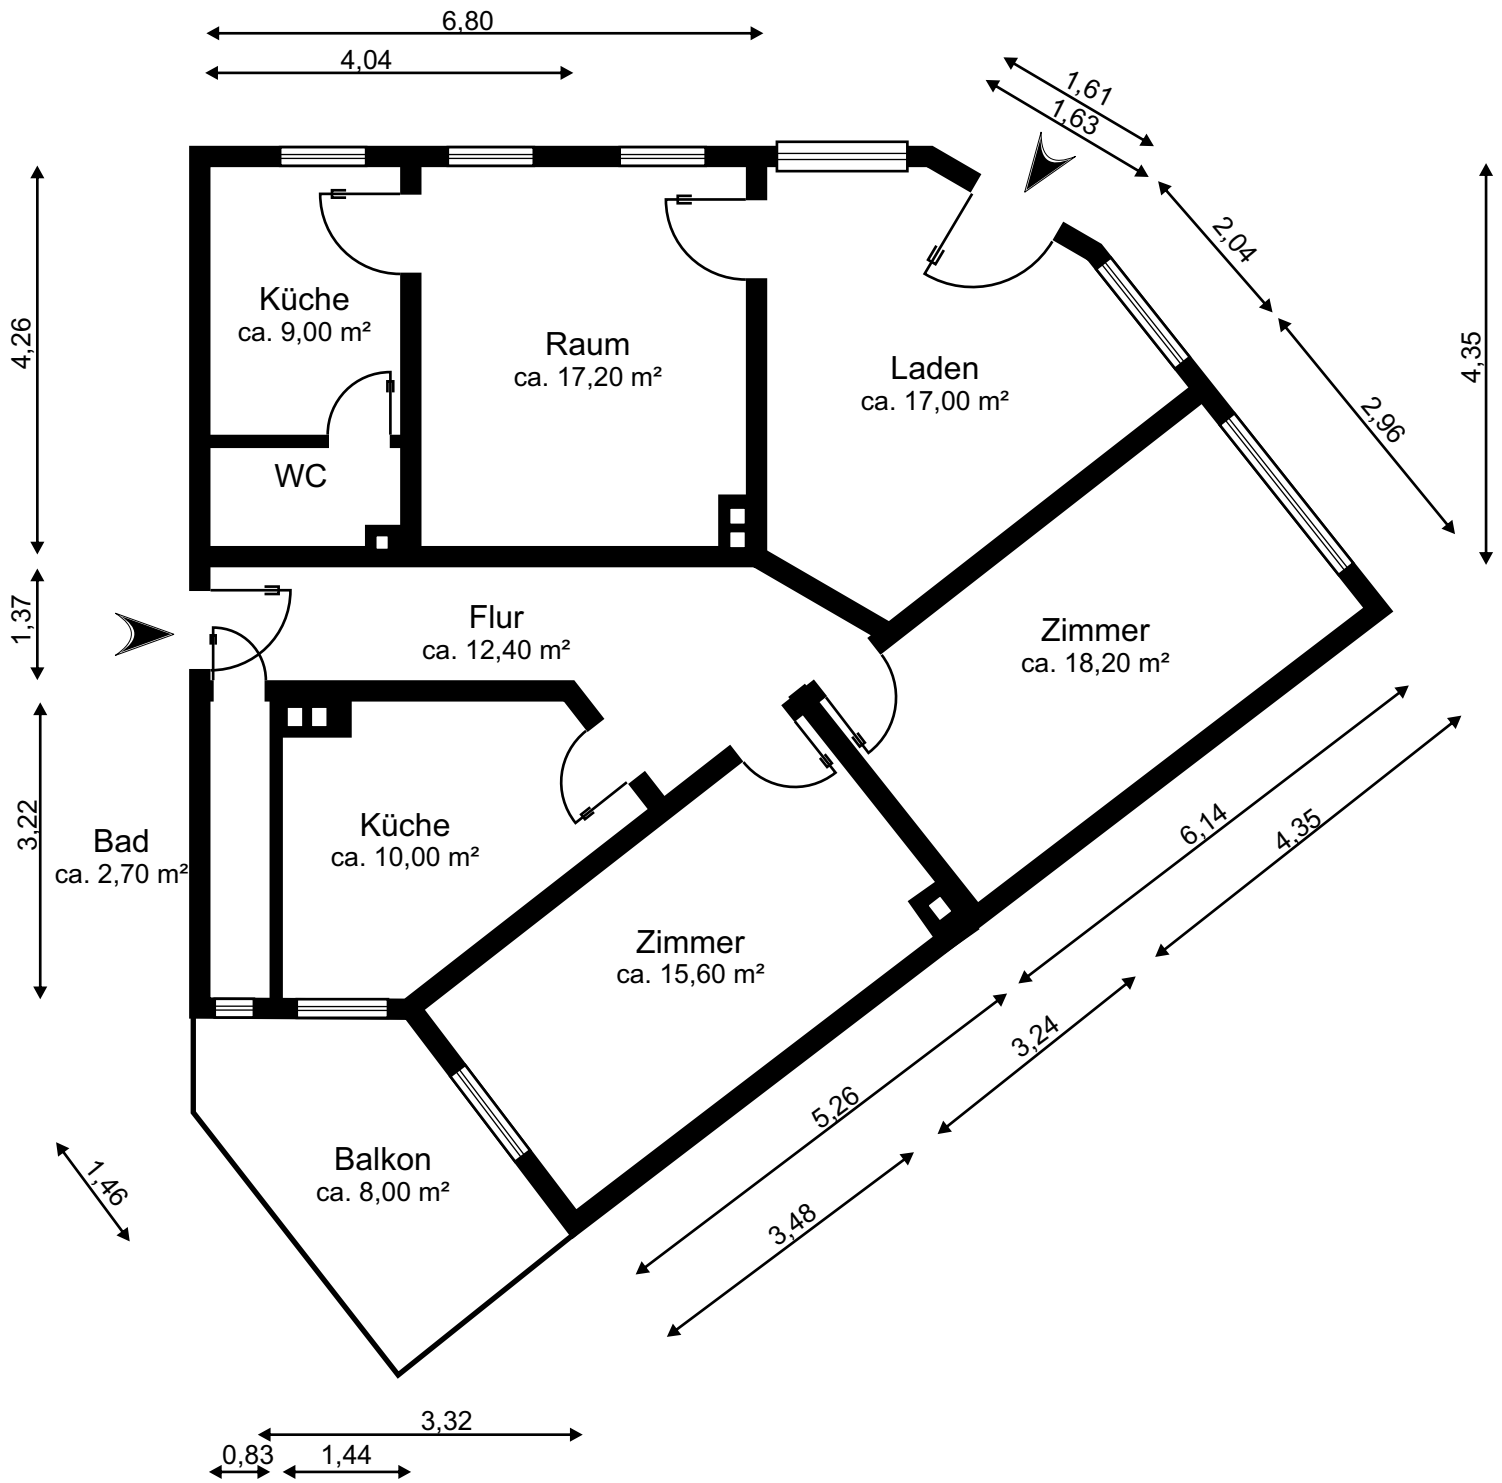 6,80
4,04
1,61
1,63
2,04
4,26
Küche
ca. 9,00 m²
Raum
ca. 17,20 m²
Laden
ca. 17,00 m²
4,35
2,96
WC
1,37
Flur
ca. 12,40 m²
Zimmer
ca. 18,20 m²
3,22
Bad
ca. 2,70 m²
Küche
ca. 10,00 m²
6,14
4,35
Zimmer
ca. 15,60 m²
3,24
5,26
Balkon
ca. 8,00 m²
1,46
3,48
3,32
0,83
1,44